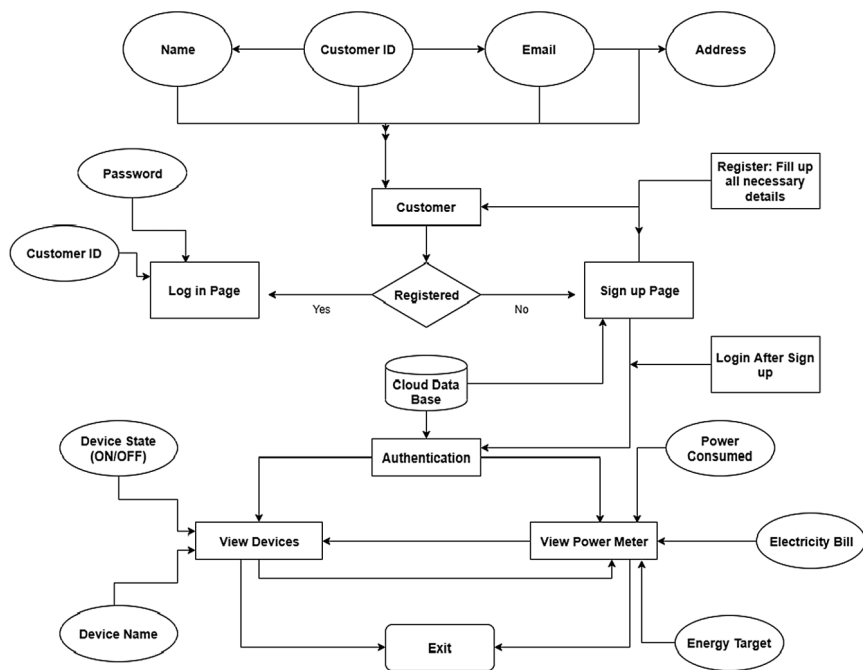 Name
Customer ID
Email
Address
Password
Register: Fill up
all necessary
details
Customer
Customer ID
Log in Page
Registered
Sign up Page
Yes
No
Cloud Data
Base
Login After Sign
up
Device State
(ON/OFF)
Authentication
Power
Consumed
View Devices
View Power Meter
Electricity Bill
Device Name
Exit
Energy Target